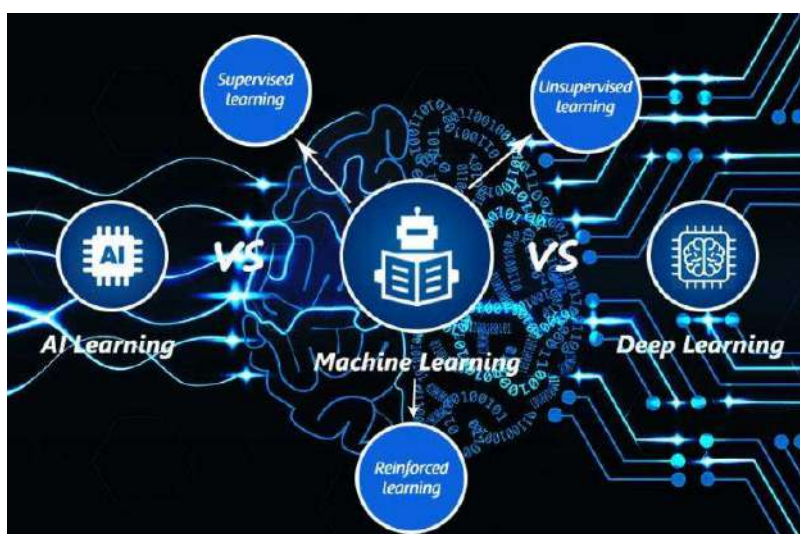 Supervised
learning
Unsupervised
learning
AI
VS
VS
AI Learning
Machine Learning
Deep Learning
Reinforced
learning